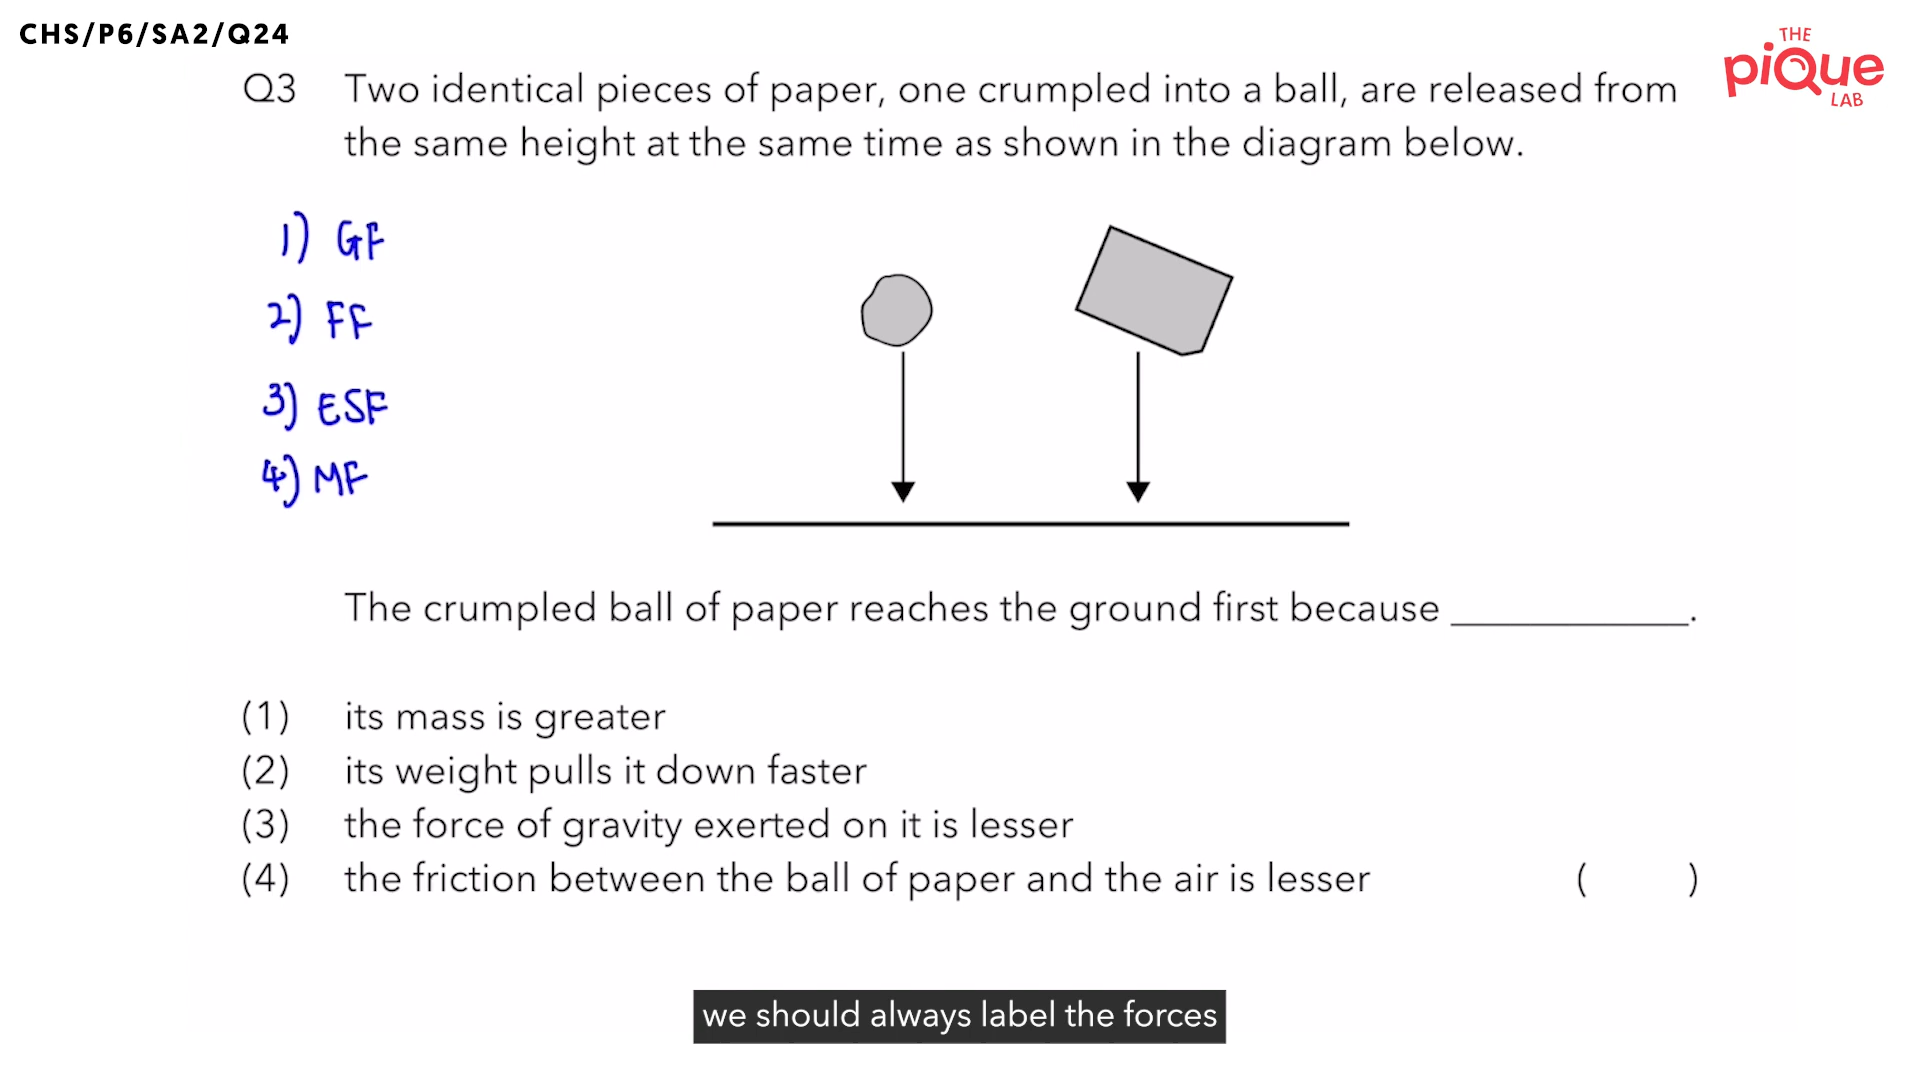 CHS/P6/SA2/Q24
THE
piQue
LAB
Q3 Two identical pieces of paper, one crumpled into a ball, are released from
the same height at the same time as shown in the diagram below.
1) GF
2) FF
3) ESF
4) MF
The crumpled ball of paper reaches the ground first because ____________.
(1) its mass is greater
(2) its weight pulls it down faster
(3) the force of gravity exerted on it is lesser
(4) the friction between the ball of paper and the air is lesser ( )
we should always label the forces